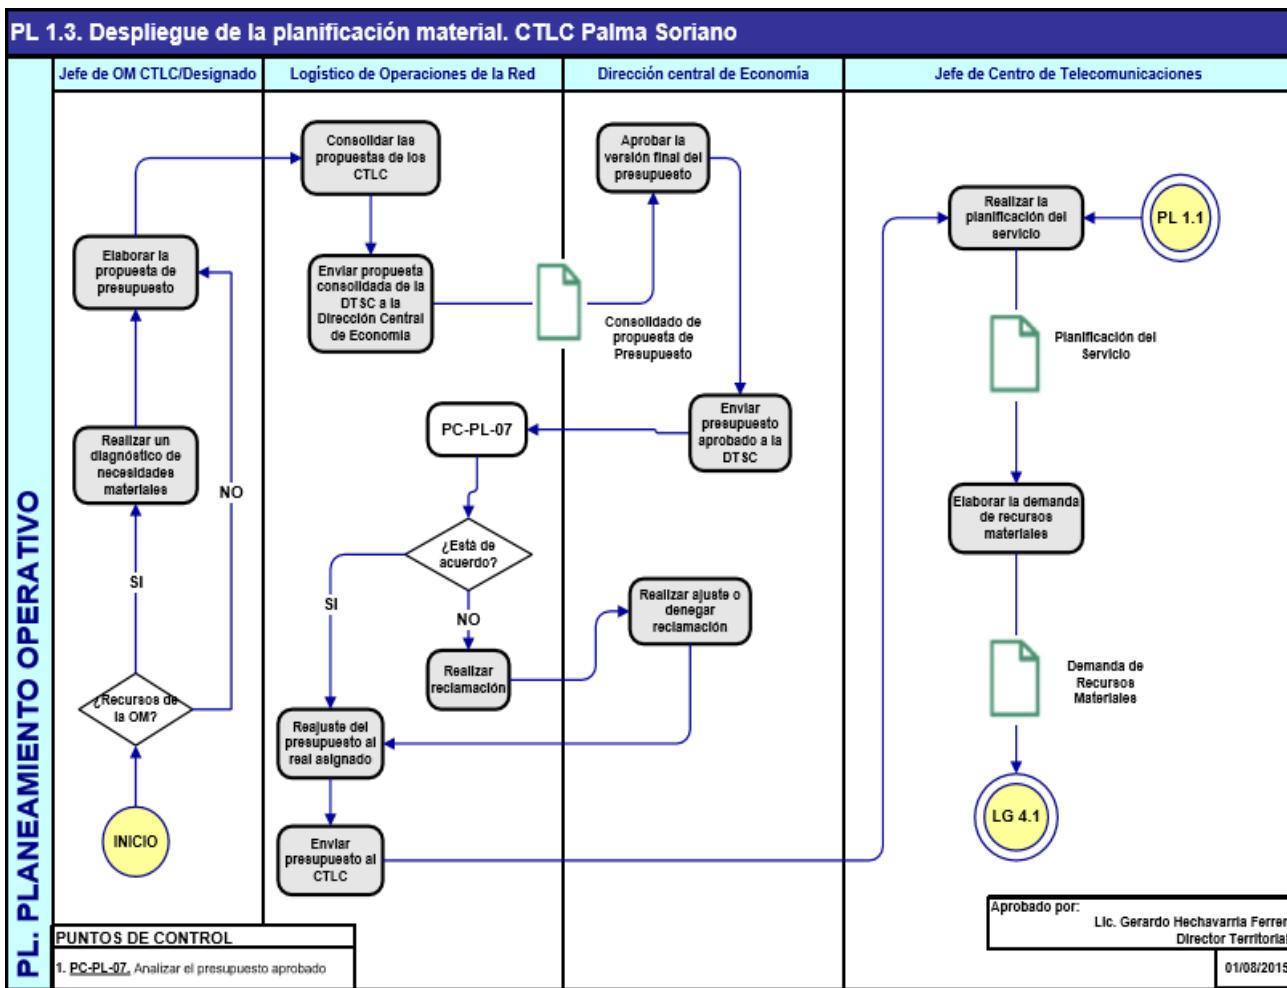 PL 1.3. Despliegue de la planificación material. CTLC Palma Soriano
PL. PLANEAMIENTO OPERATIVO
Jefe de OM CTLC/Designado
Logístico de Operaciones de la Red
Dirección central de Economía
Jefe de Centro de Telecomunicaciones
Elaborar la
propuesta de
presupuesto
Realizar un
diagnóstico de
necesidades
materiales
NO
SI
¿Recursos de
la OM?
INICIO
Consolidar las
propuestas de los
CTLC
Enviar propuesta
consolidada de la
DTSC a la
Dirección Central
de Economía
Consolidado de
propuesta de
Presupuesto
Aprobar la
versión final del
presupuesto
Enviar
presupuesto
aprobado a la
DTSC
PC-PL-07
¿Está de
acuerdo?
SI
NO
Realizar
reclamación
Realizar ajuste o
denegar
reclamación
Reajuste del
presupuesto al
real asignado
Enviar
presupuesto al
CTLC
Realizar la
planificación del
servicio
PL 1.1
Planificación del
Servicio
Elaborar la demanda
de recursos
materiales
Demanda de
Recursos
Materiales
LG 4.1
PUNTOS DE CONTROL
1. PC-PL-07. Analizar el presupuesto aprobado
Aprobado por:
Lic. Gerardo Hechavarria Ferrer
Director Territorial
01/08/2015